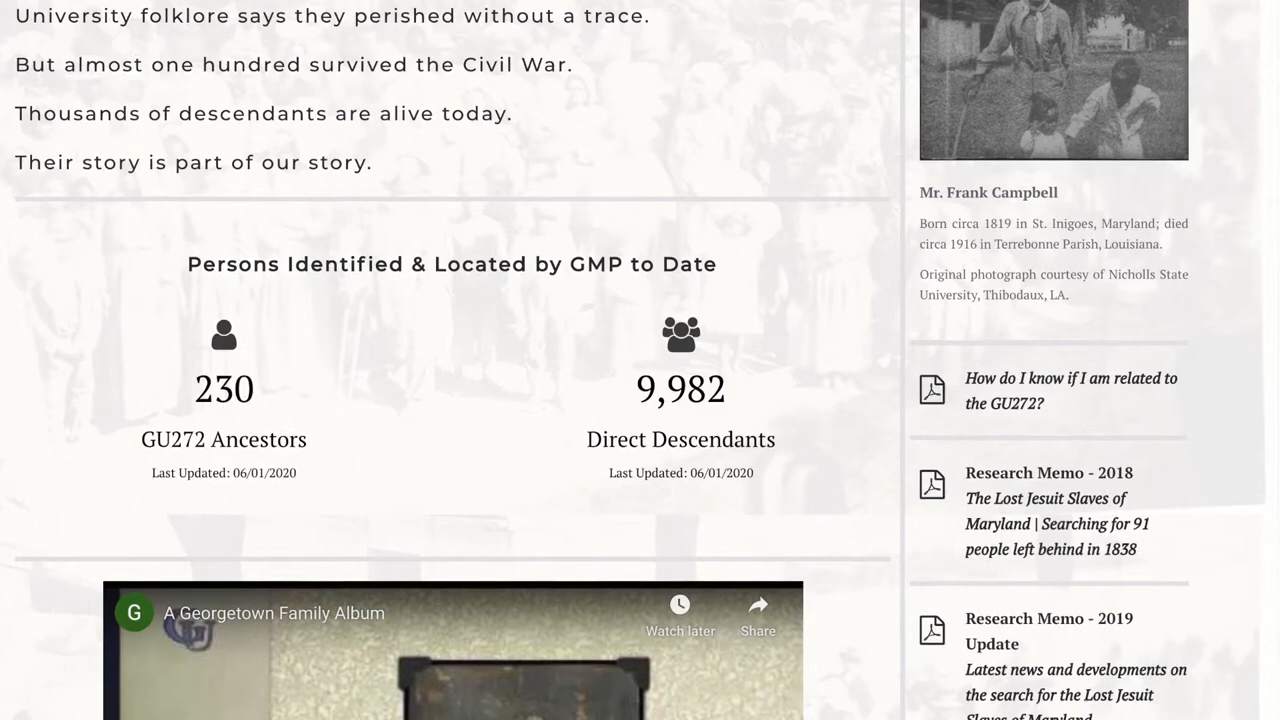 University folklore says they perished without a trace.
But almost one hundred survived the Civil War.
Thousands of descendants are alive today.
Their story is part of our story.
Persons Identified & Located by GMP to Date
230
GU272 Ancestors
Last Updated: 06/01/2020
9,982
Direct Descendants
Last Updated: 06/01/2020
G
A Georgetown Family Album
Watch later
Share
Mr. Frank Campbell
Born circa 1819 in St. Inigoes, Maryland; died
circa 1916 in Terrebonne Parish, Louisiana.
Original photograph courtesy of Nicholls State
University, Thibodaux, LA.
How do I know if I am related to
the GU272?
Research Memo - 2018
The Lost Jesuit Slaves of
Maryland | Searching for 91
people left behind in 1838
Research Memo - 2019
Update
Latest news and developments on
the search for the Lost Jesuit
Slaves of Maryland